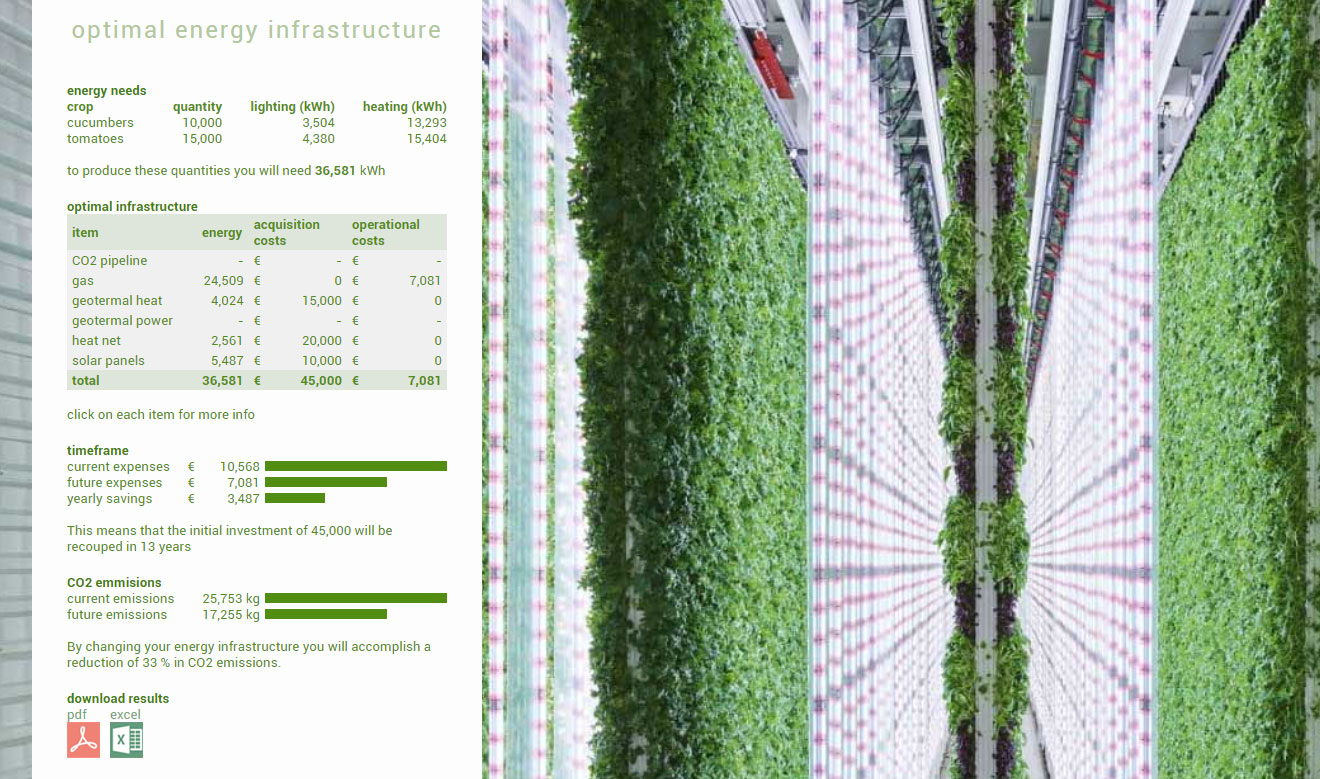 optimal energy infrastructure
energy needs
crop quantity lighting (kWh) heating (kWh)
cucumbers 10,000 3,504 13,293
tomatoes 15,000 4,380 15,404
to produce these quantities you will need 36,581 kWh
optimal infrastructure
item energy acquisition costs operational costs
CO2 pipeline - € - € -
gas 24,509 € 0 € 7,081
geotermal heat 4,024 € 15,000 € 0
geotermal power - € - € -
heat net 2,561 € 20,000 € 0
solar panels 5,487 € 10,000 € 0
total 36,581 € 45,000 € 7,081
click on each item for more info
timeframe
current expenses € 10,568
future expenses € 7,081
yearly savings € 3,487
This means that the initial investment of 45,000 will be
recouped in 13 years
CO2 emmisions
current emissions 25,753 kg
future emissions 17,255 kg
By changing your energy infrastructure you will accomplish a
reduction of 33 % in CO2 emissions.
download results
pdf excel
X